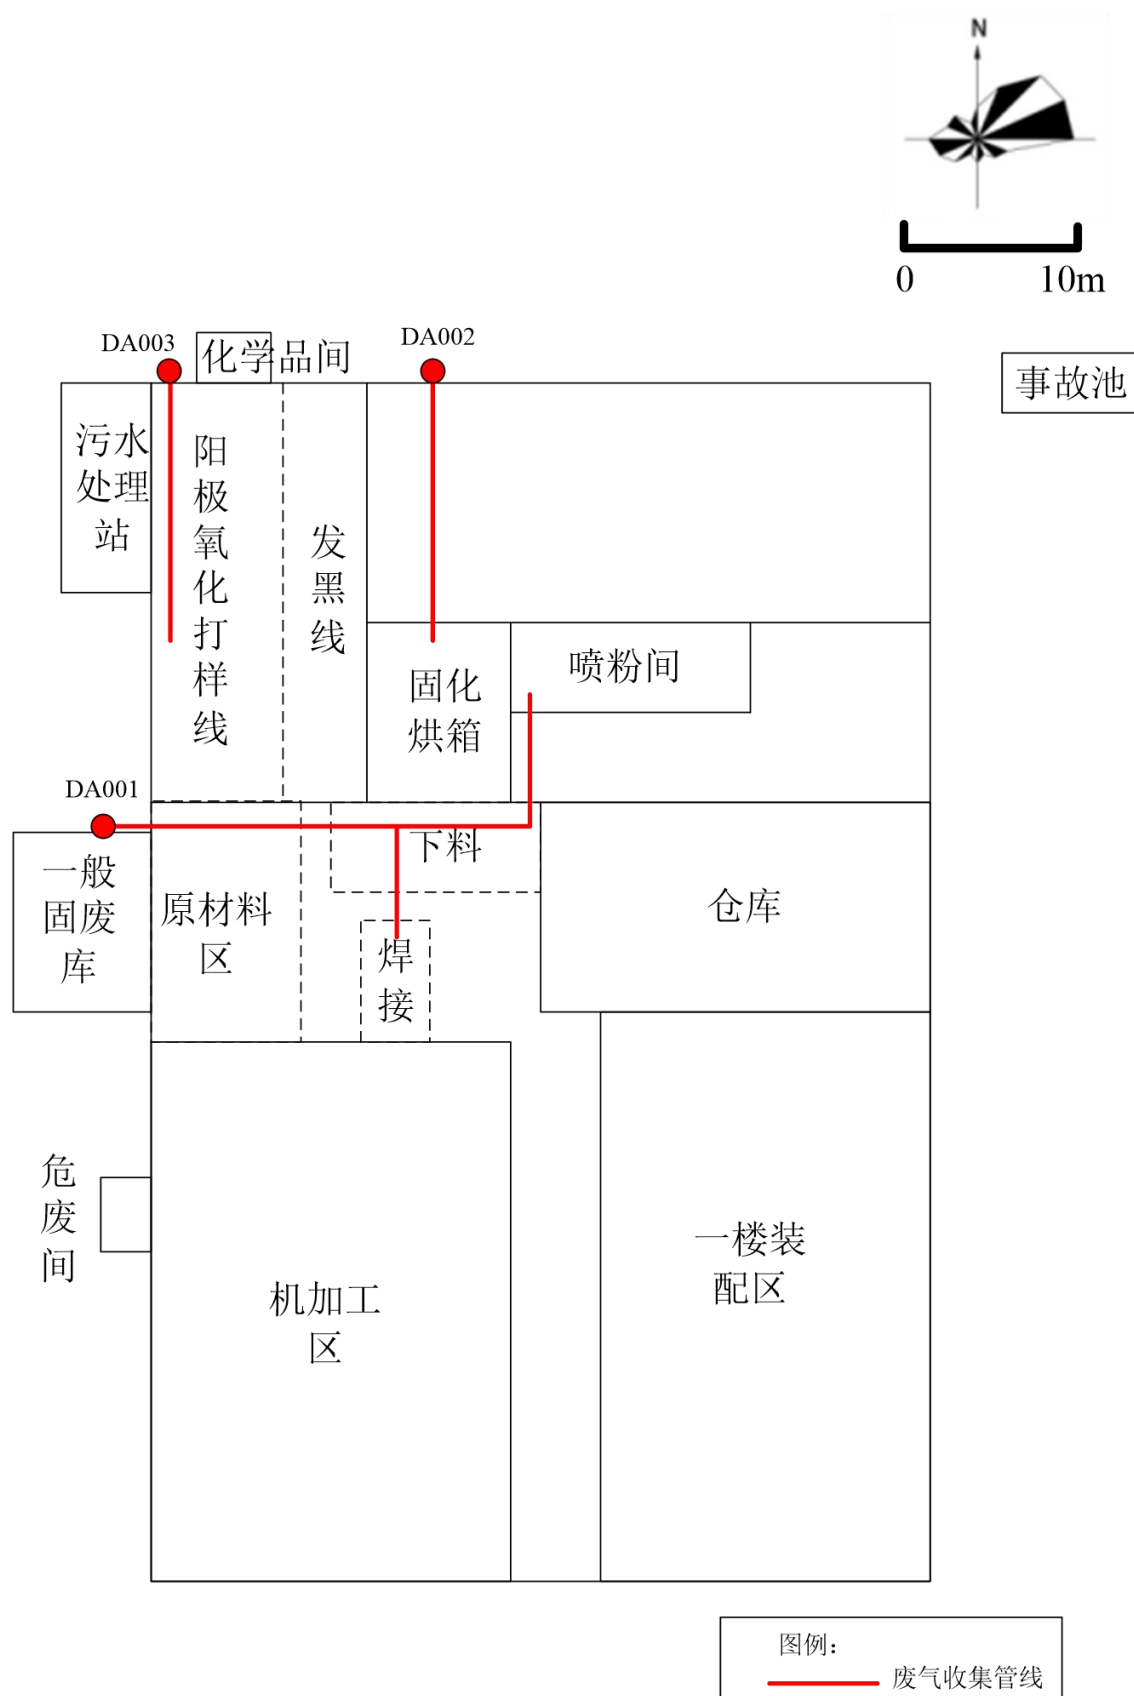 N
0
10m
DA003
化学品间
DA002
事故池
污水
处理
站
阳
极
氧
化
打
样
线
发
黑
线
喷粉间
固化
烘箱
DA001
下料
一般
固废
库
原材料
区
仓库
焊
接
危
废
间
一楼装
配区
机加工
区
图例：
废气收集管线